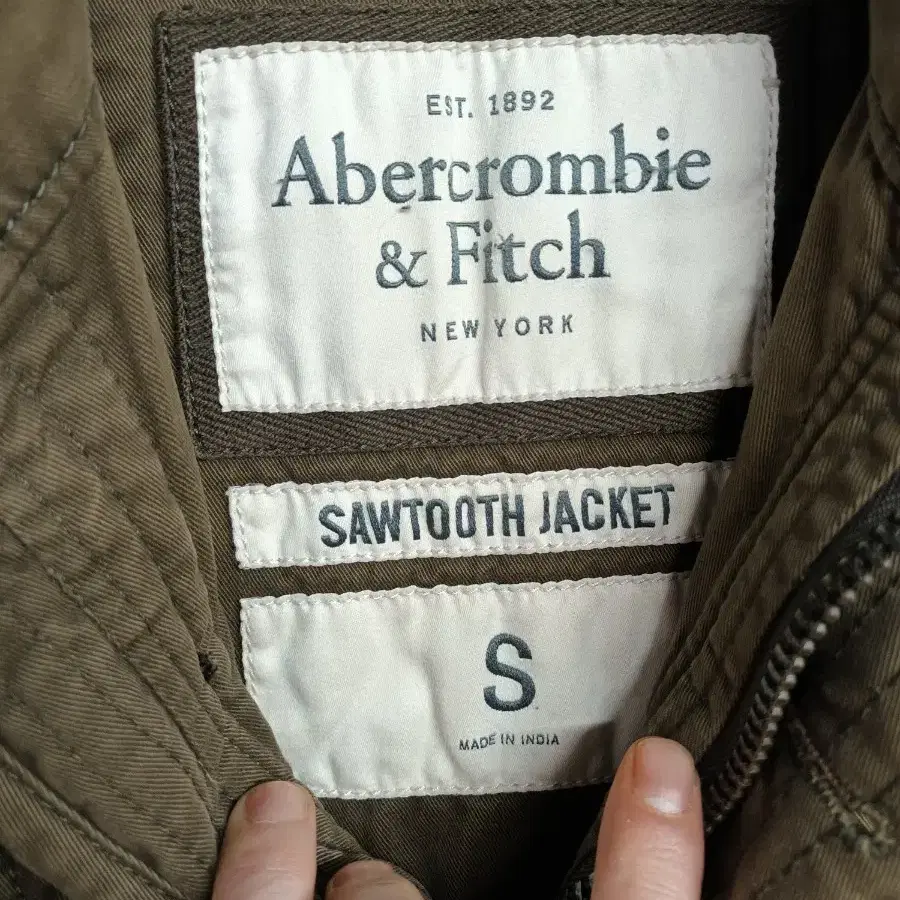 EST. 1892
Abercrombie
& Fitch
NEW YORK
SAWTOOTH JACKET
S
MADE IN INDIA